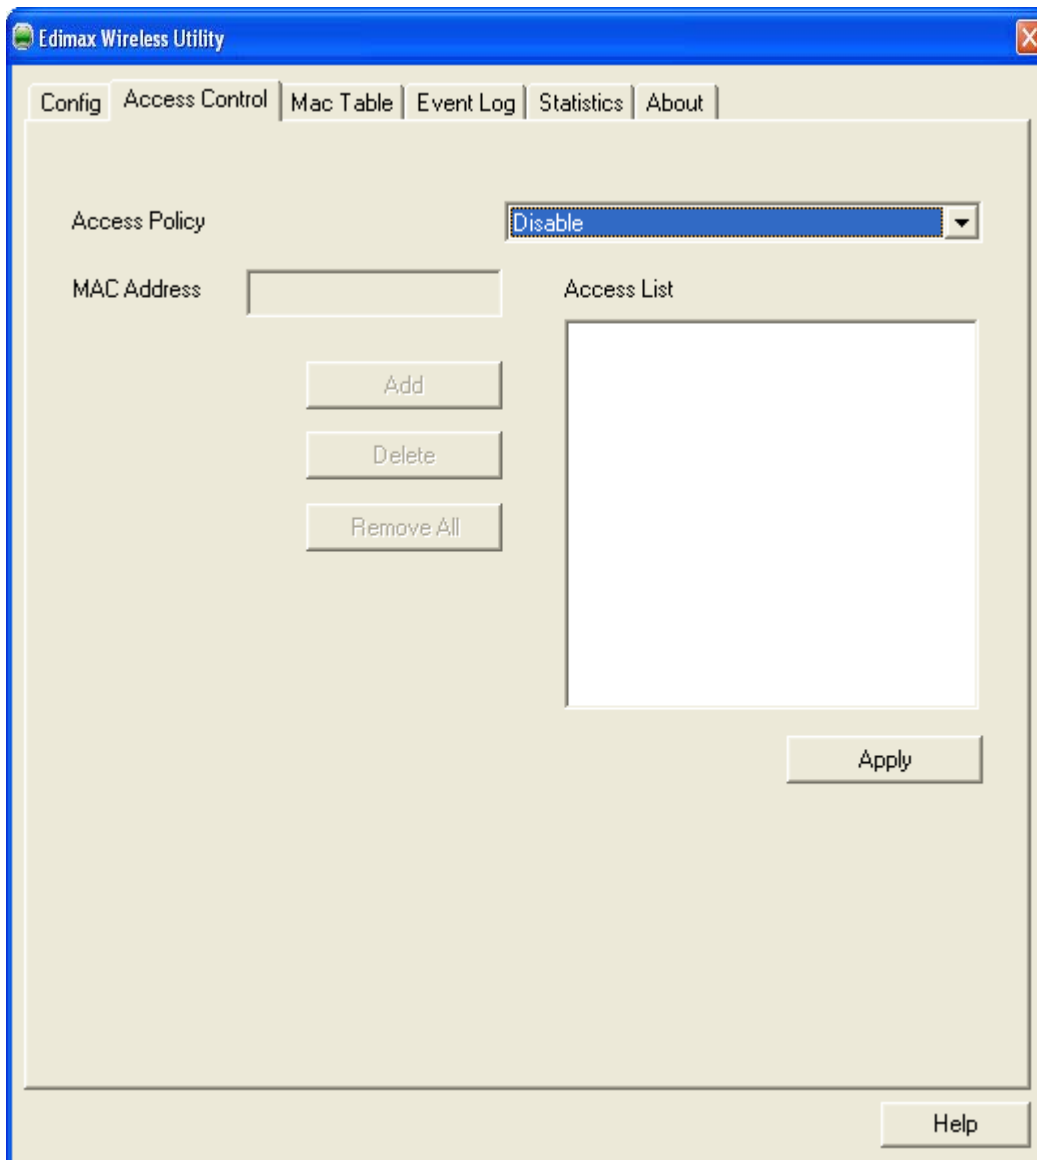 Edimax Wireless Utility
Config Access Control Mac Table Event Log Statistics About
Access Policy Disable
MAC Address Access List
Add
Delete
Remove All
Apply
Help